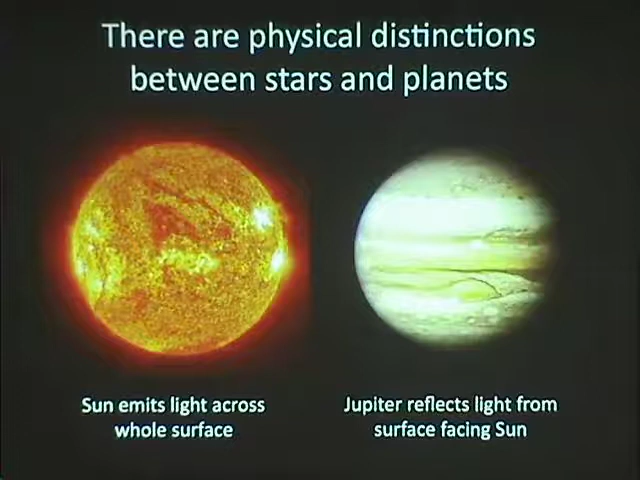 There are physical distinctions
between stars and planets
Sun emits light across
whole surface
Jupiter reflects light from
surface facing Sun